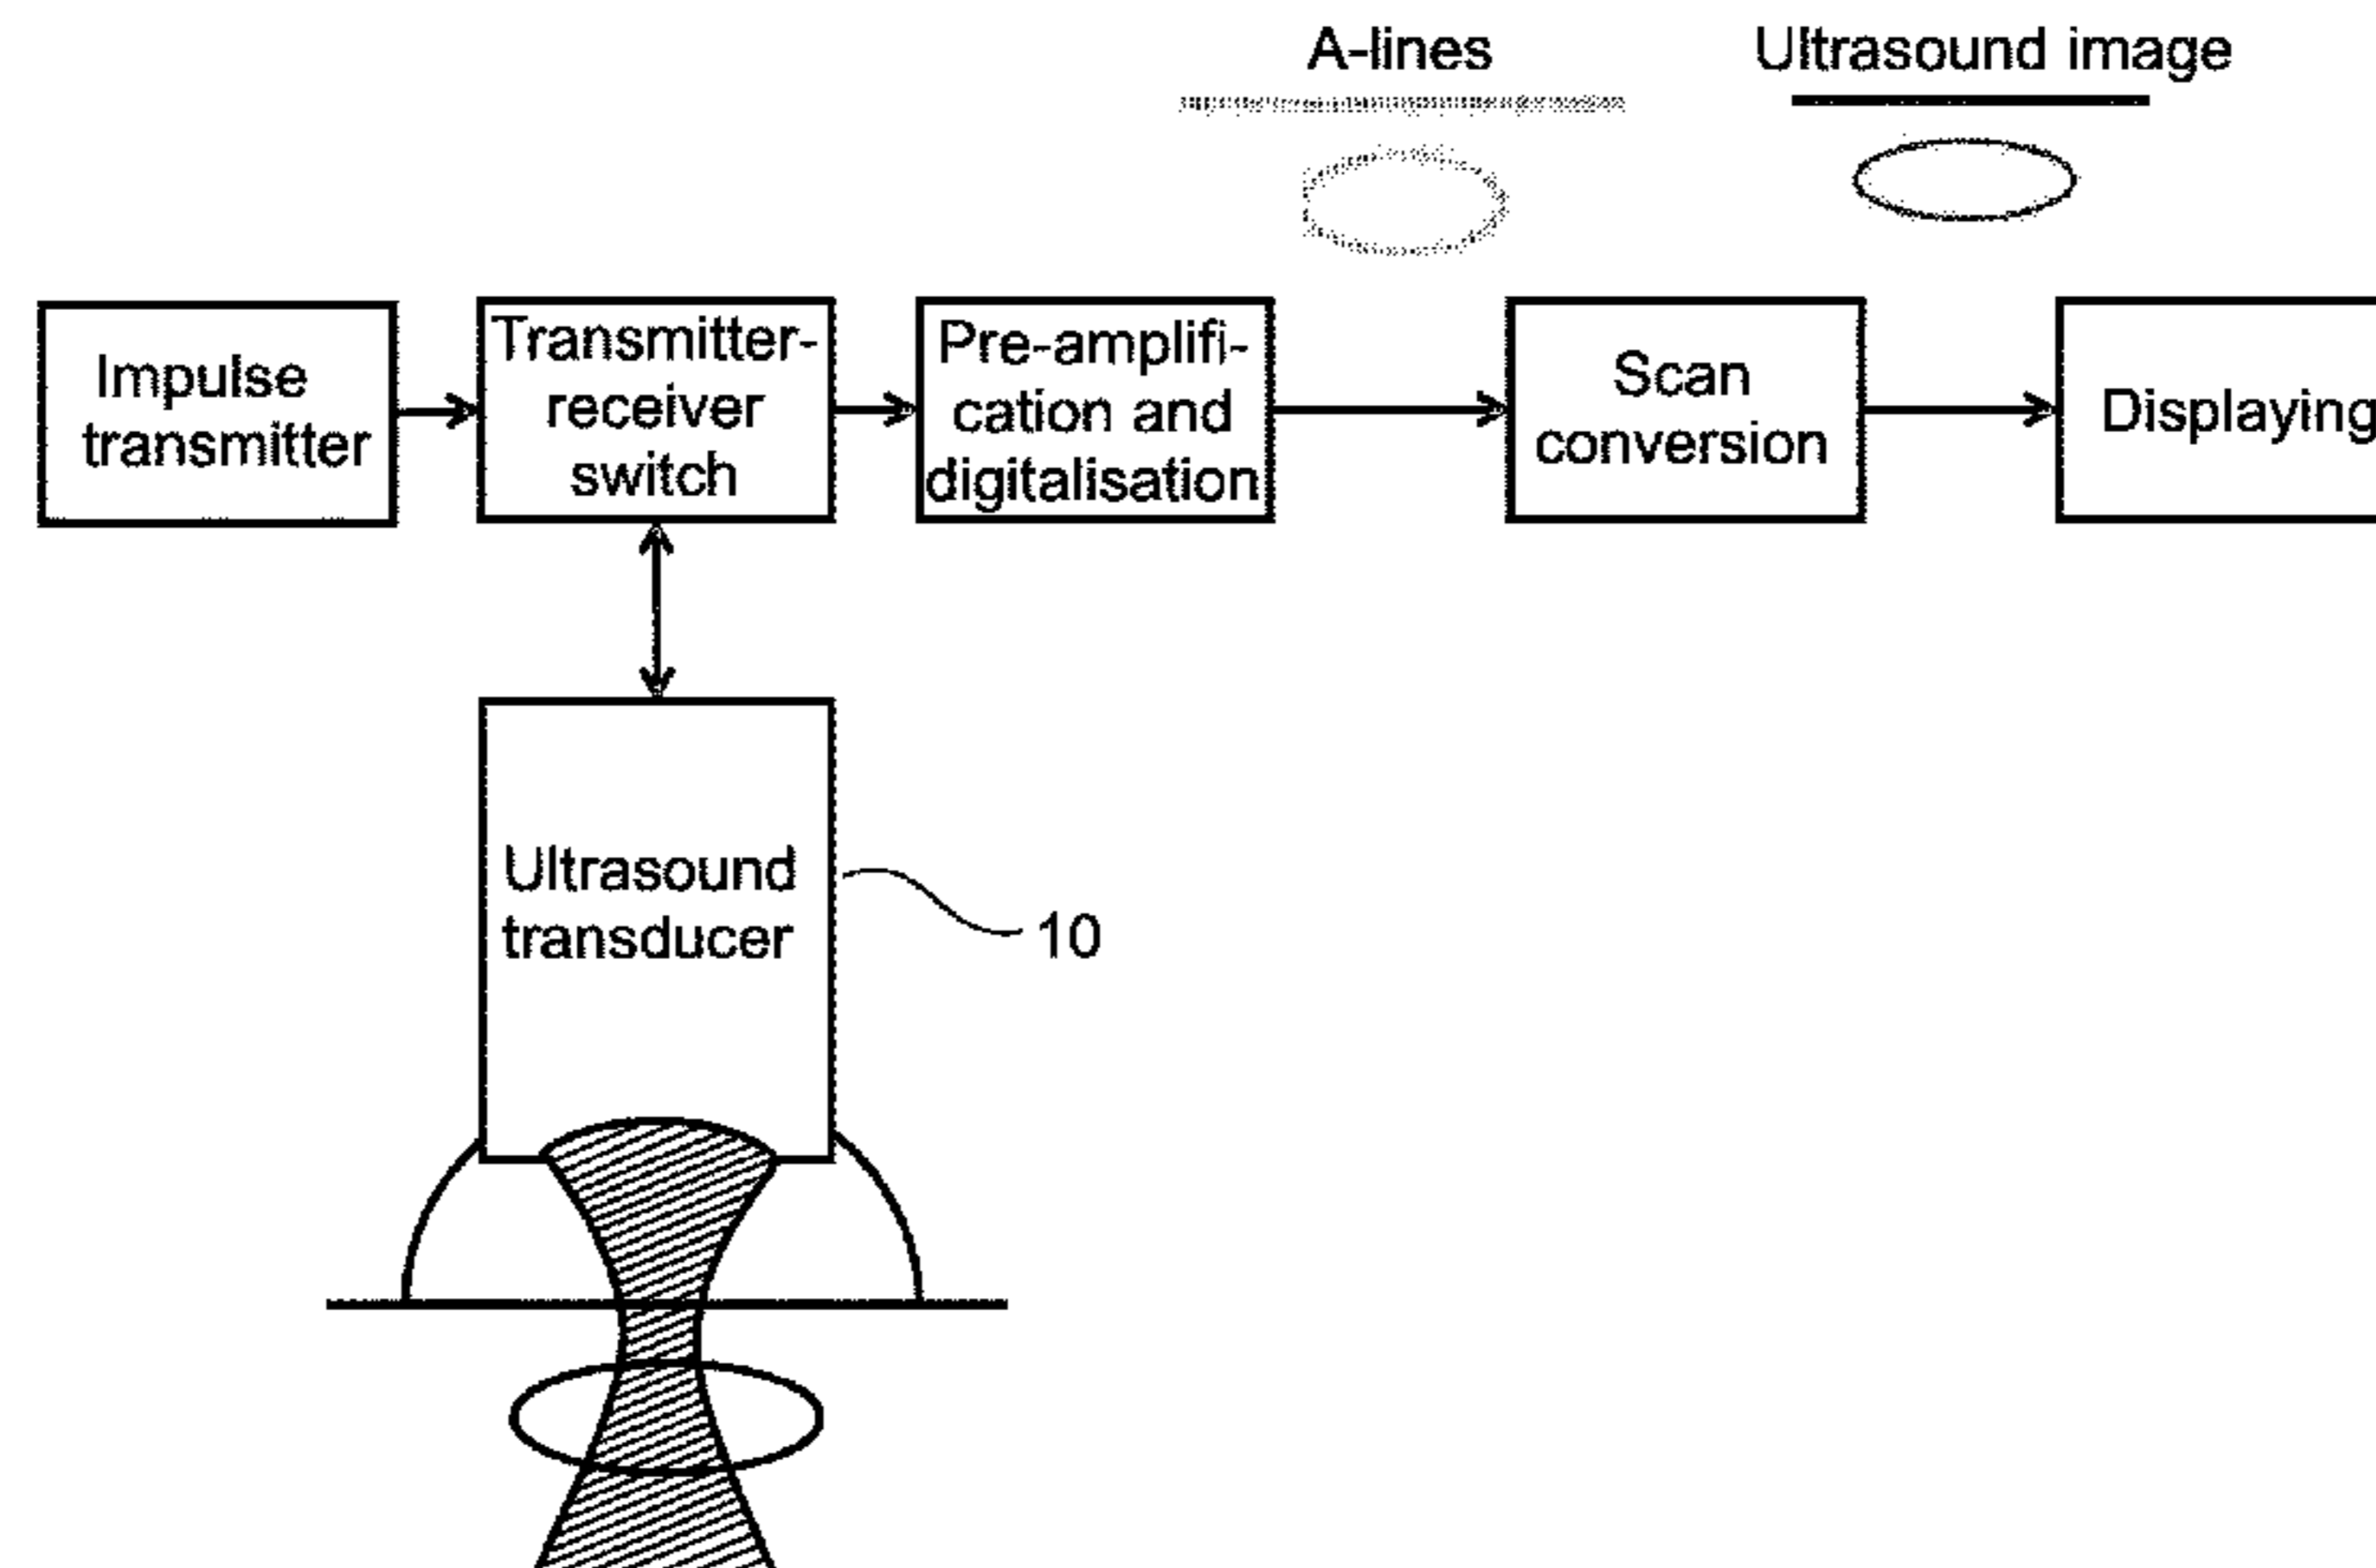 A-lines
Ultrasound image
Impulse
transmitter
Transmitter-
receiver
switch
Pre-amplifi-
cation and
digitalisation
Scan
conversion
Displaying
Ultrasound
transducer
10